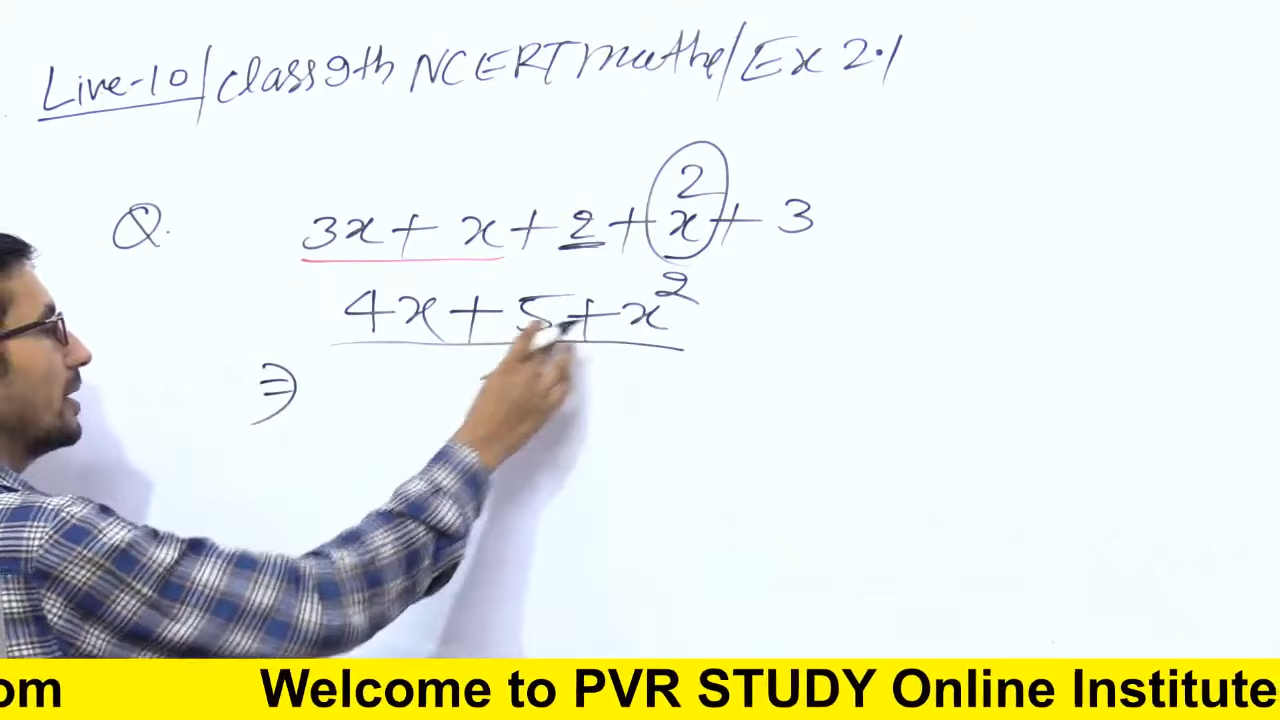 Live-10/class 9th NCERT maths/Ex 2.1
Q. 3x + x + 2 + x² + 3
4x + 5 + x²
⇒
om Welcome to PVR STUDY Online Institute